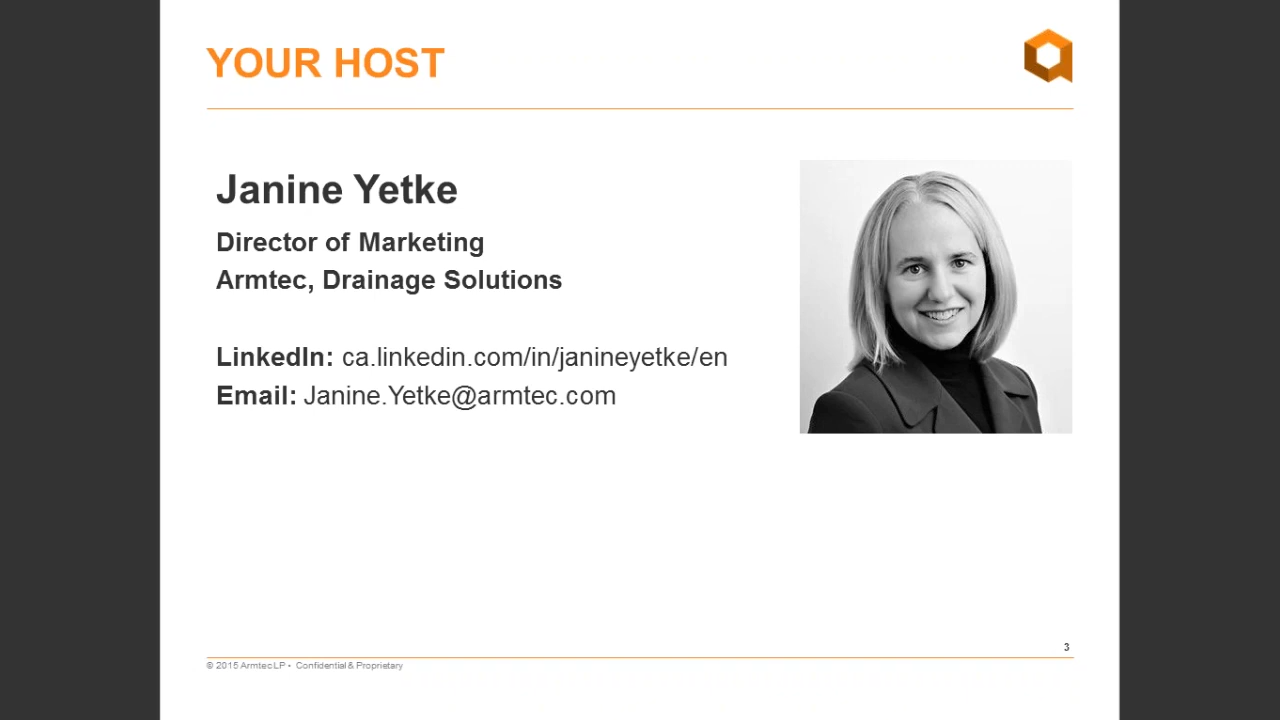 YOUR HOST
Janine Yetke
Director of Marketing
Armtec, Drainage Solutions
LinkedIn: ca.linkedin.com/in/janineyetke/en
Email: Janine.Yetke@armtec.com
3
© 2015 Armtec LP • Confidential & Proprietary